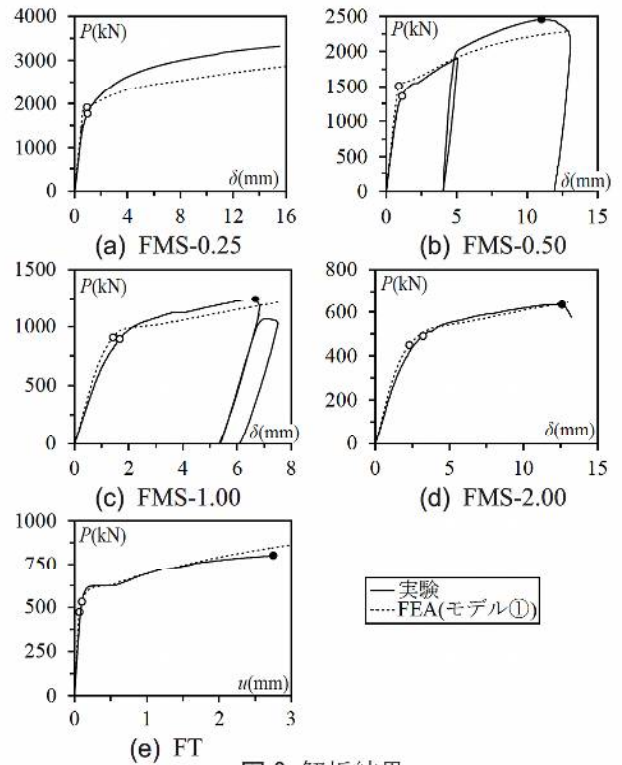 P(kN)
4000
3000
2000
1000
0
0 4 8 12 16
δ(mm)
(a) FMS-0.25
P(kN)
2500
2000
1500
1000
500
0
0 5 10 15
δ(mm)
(b) FMS-0.50
P(kN)
1500
1000
500
0
0 2 4 6 8
δ(mm)
(c) FMS-1.00
P(kN)
800
600
400
200
0
0 5 10 15
δ(mm)
(d) FMS-2.00
P(kN)
1000
750
500
250
0
0 1 2 3
u(mm)
(e) FT
実験
FEA(モデル①)